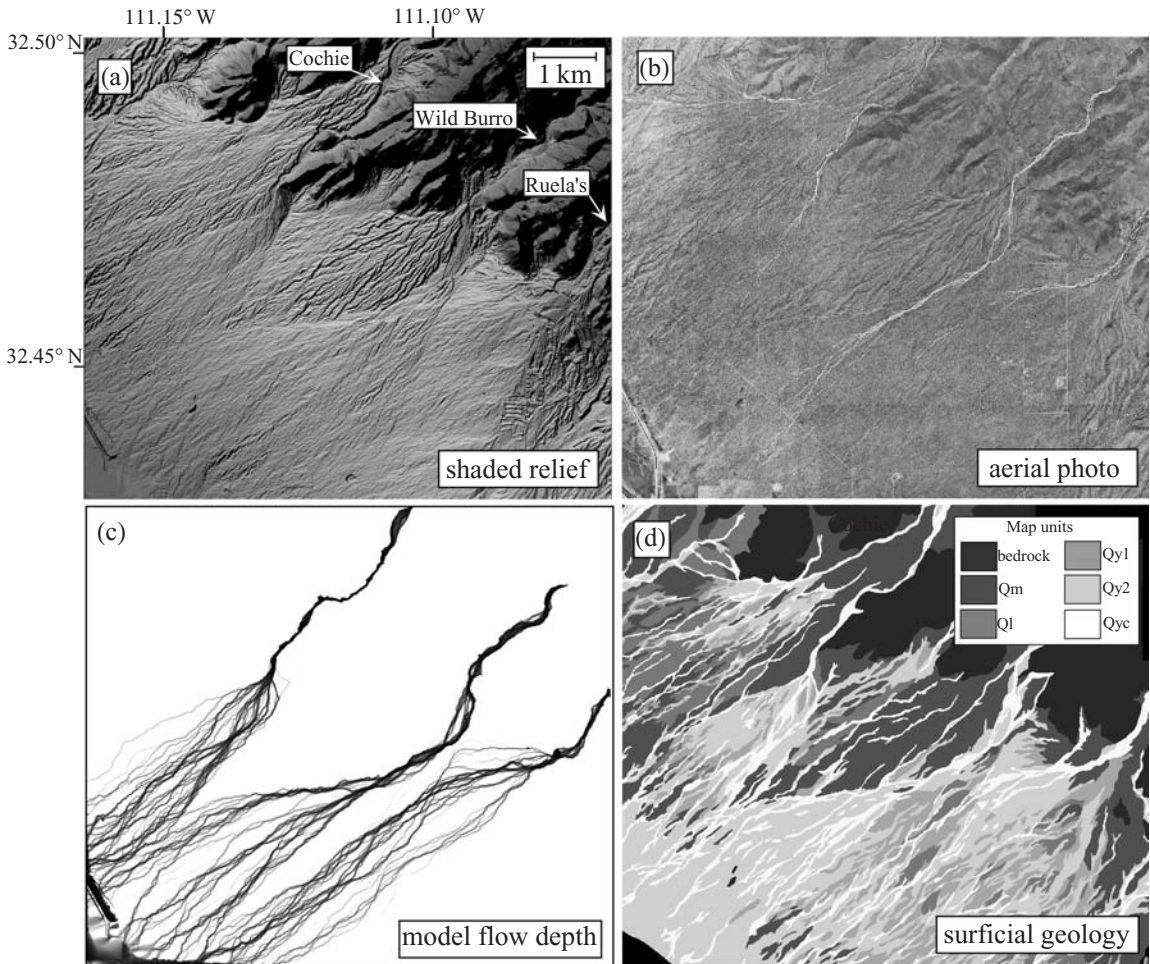 111.15° W
111.10° W
32.50° N
(a)
Cochie
1 km
Wild Burro
Ruela's
32.45° N
shaded relief
(b)
aerial photo
(c)
model flow depth
(d)
Cochie
Map units
bedrock
Qy1
Qm
Qy2
Ql
Qyc
surficial geology